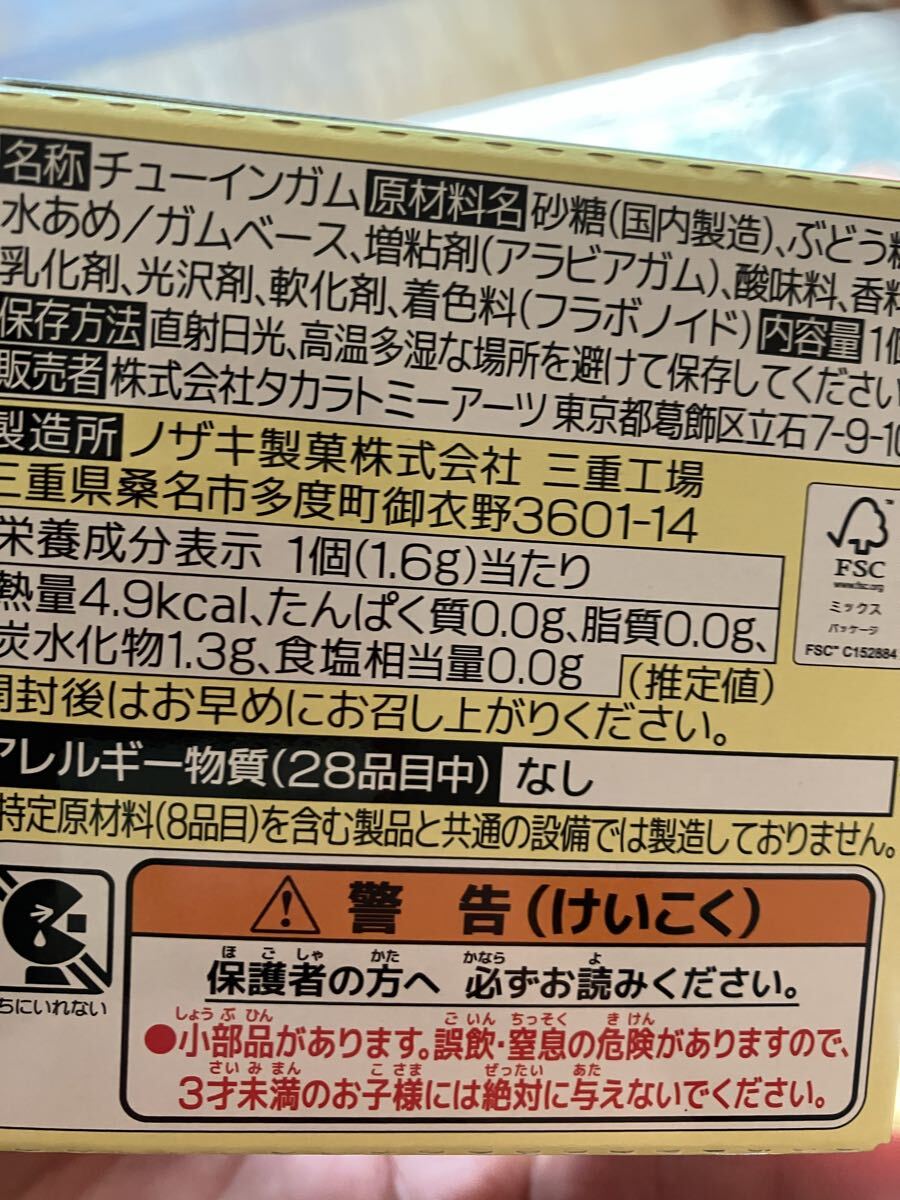 名称 チューインガム 原材料名 砂糖(国内製造)、ぶどう糖
水あめ/ガムベース、増粘剤(アラビアガム)、酸味料、香料
乳化剤、光沢剤、軟化剤、着色料(フラボノイド) 内容量 1個
保存方法 直射日光、高温多湿な場所を避けて保存してください
販売者 株式会社タカラトミーアーツ 東京都葛飾区立石7-9-10
製造所 ノザキ製菓株式会社 三重工場
三重県桑名市多度町御衣野3601-14
栄養成分表示 1個(1.6g)当たり
熱量4.9kcal、たんぱく質0.0g、脂質0.0g、
炭水化物1.3g、食塩相当量0.0g (推定値)
開封後はお早めにお召し上がりください。
FSC
www.fsc.org
ミックス
パッケージ
FSC™ C152884
アレルギー物質(28品目中) なし
特定原材料(8品目)を含む製品と共通の設備では製造しておりません。
ちにいれない
警告(けいこく)
ほごしゃ かた かなら よ
保護者の方へ 必ずお読みください。
しょうぶひん ごいん ちっそく きけん
●小部品があります。誤飲・窒息の危険がありますので、
さいみまん こさま ぜったい あた
3才未満のお子様には絶対に与えないでください。